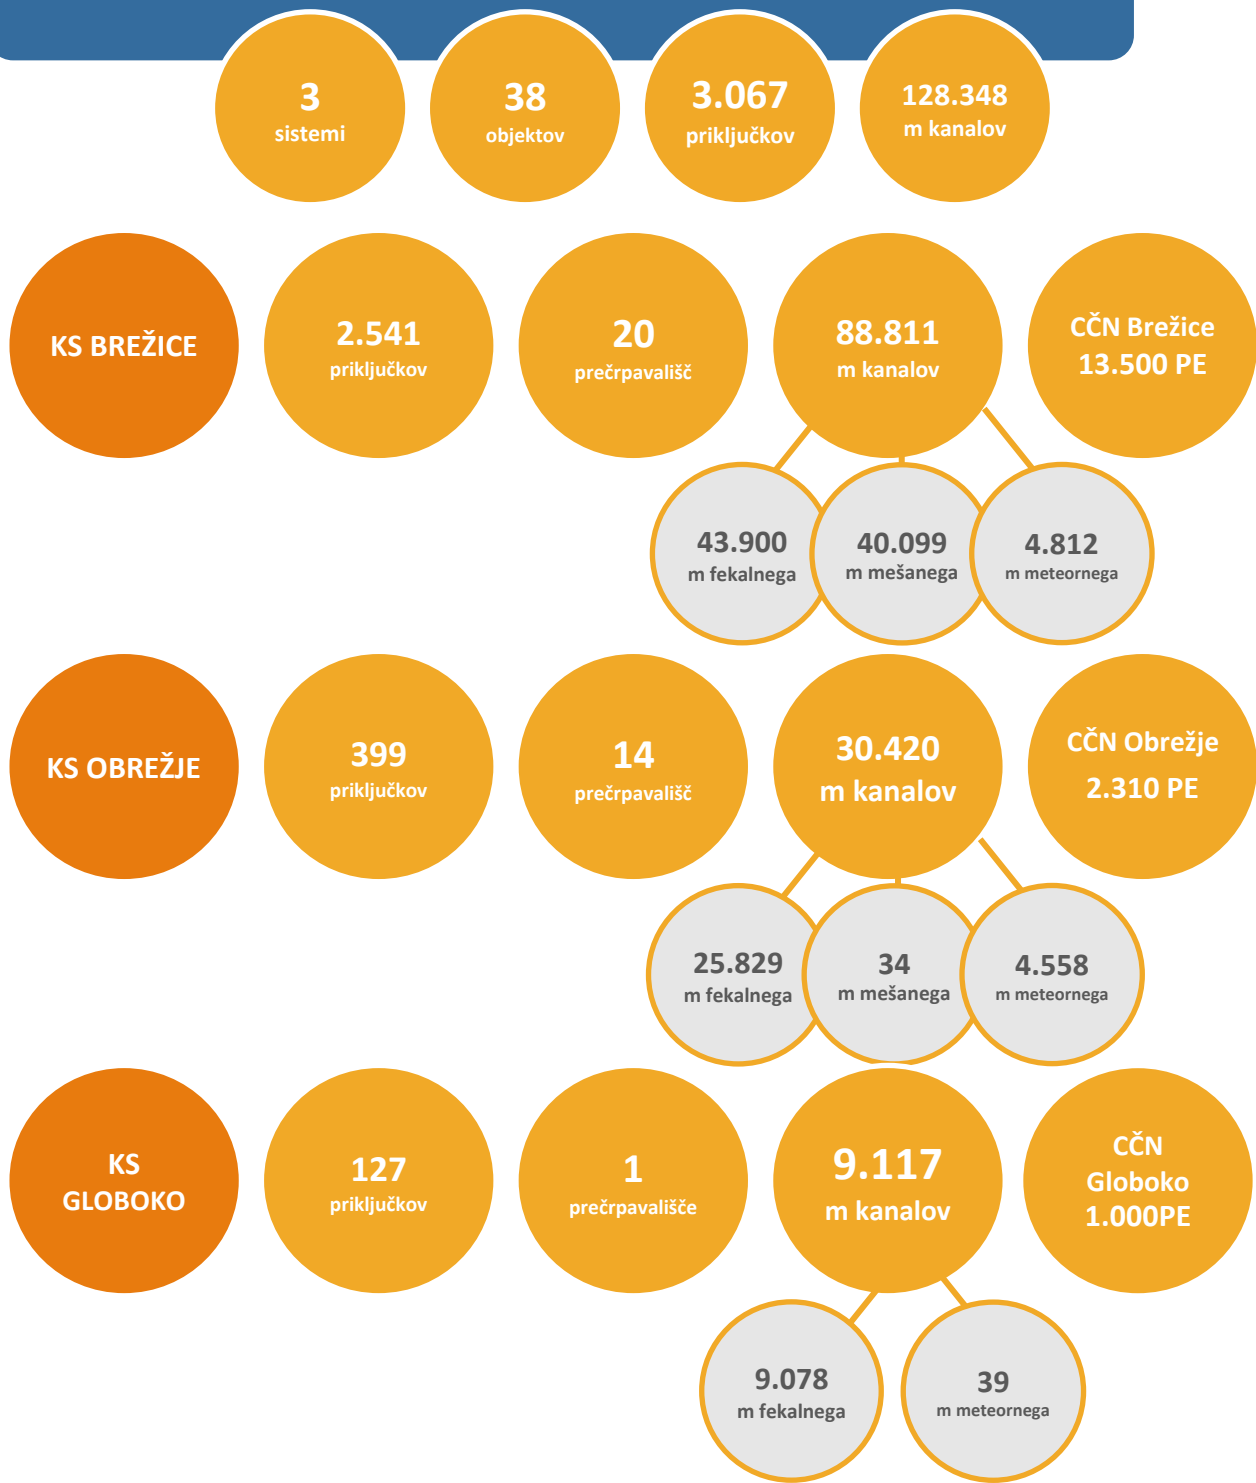 3
sistemi
38
objektov
3.067
priključkov
128.348
m kanalov
KS BREŽICE
2.541
priključkov
20
prečrpavališč
88.811
m kanalov
CČN Brežice
13.500 PE
43.900
m fekalnega
40.099
m mešanega
4.812
m meteornega
KS OBREŽJE
399
priključkov
14
prečrpavališč
30.420
m kanalov
CČN Obrežje
2.310 PE
25.829
m fekalnega
34
m mešanega
4.558
m meteornega
KS
GLOBOKO
127
priključkov
1
prečrpavališče
9.117
m kanalov
CČN
Globoko
1.000PE
9.078
m fekalnega
39
m meteornega